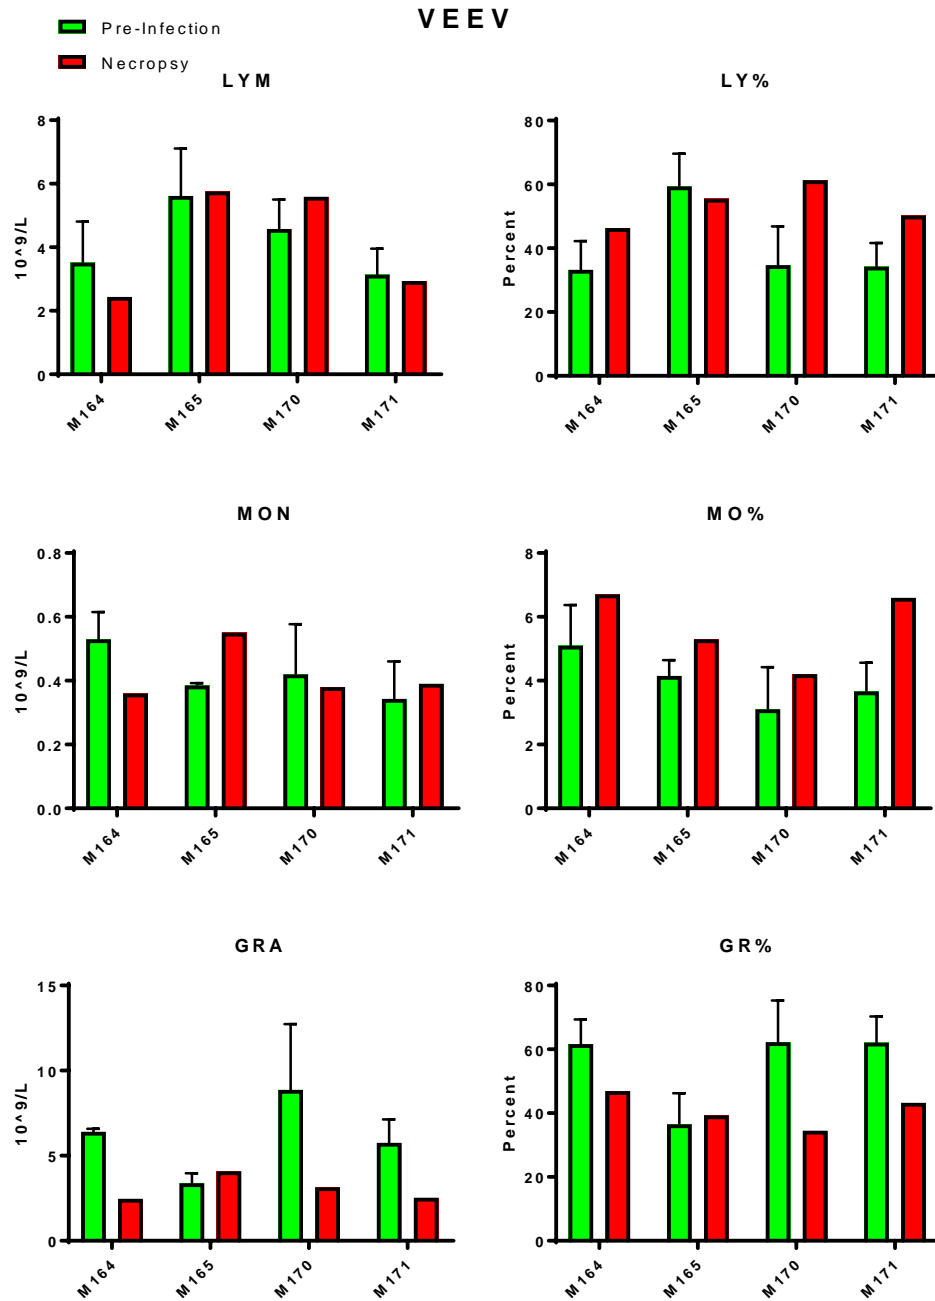 VEEV
Pre-Infection
Necropsy
LYM
10^9/L
8
6
4
2
0
M164
M165
M170
M171
LY%
Percent
80
60
40
20
0
M164
M165
M170
M171
MON
10^9/L
0.8
0.6
0.4
0.2
0.0
M164
M165
M170
M171
MO%
Percent
8
6
4
2
0
M164
M165
M170
M171
GRA
10^9/L
15
10
5
0
M164
M165
M170
M171
GR%
Percent
80
60
40
20
0
M164
M165
M170
M171